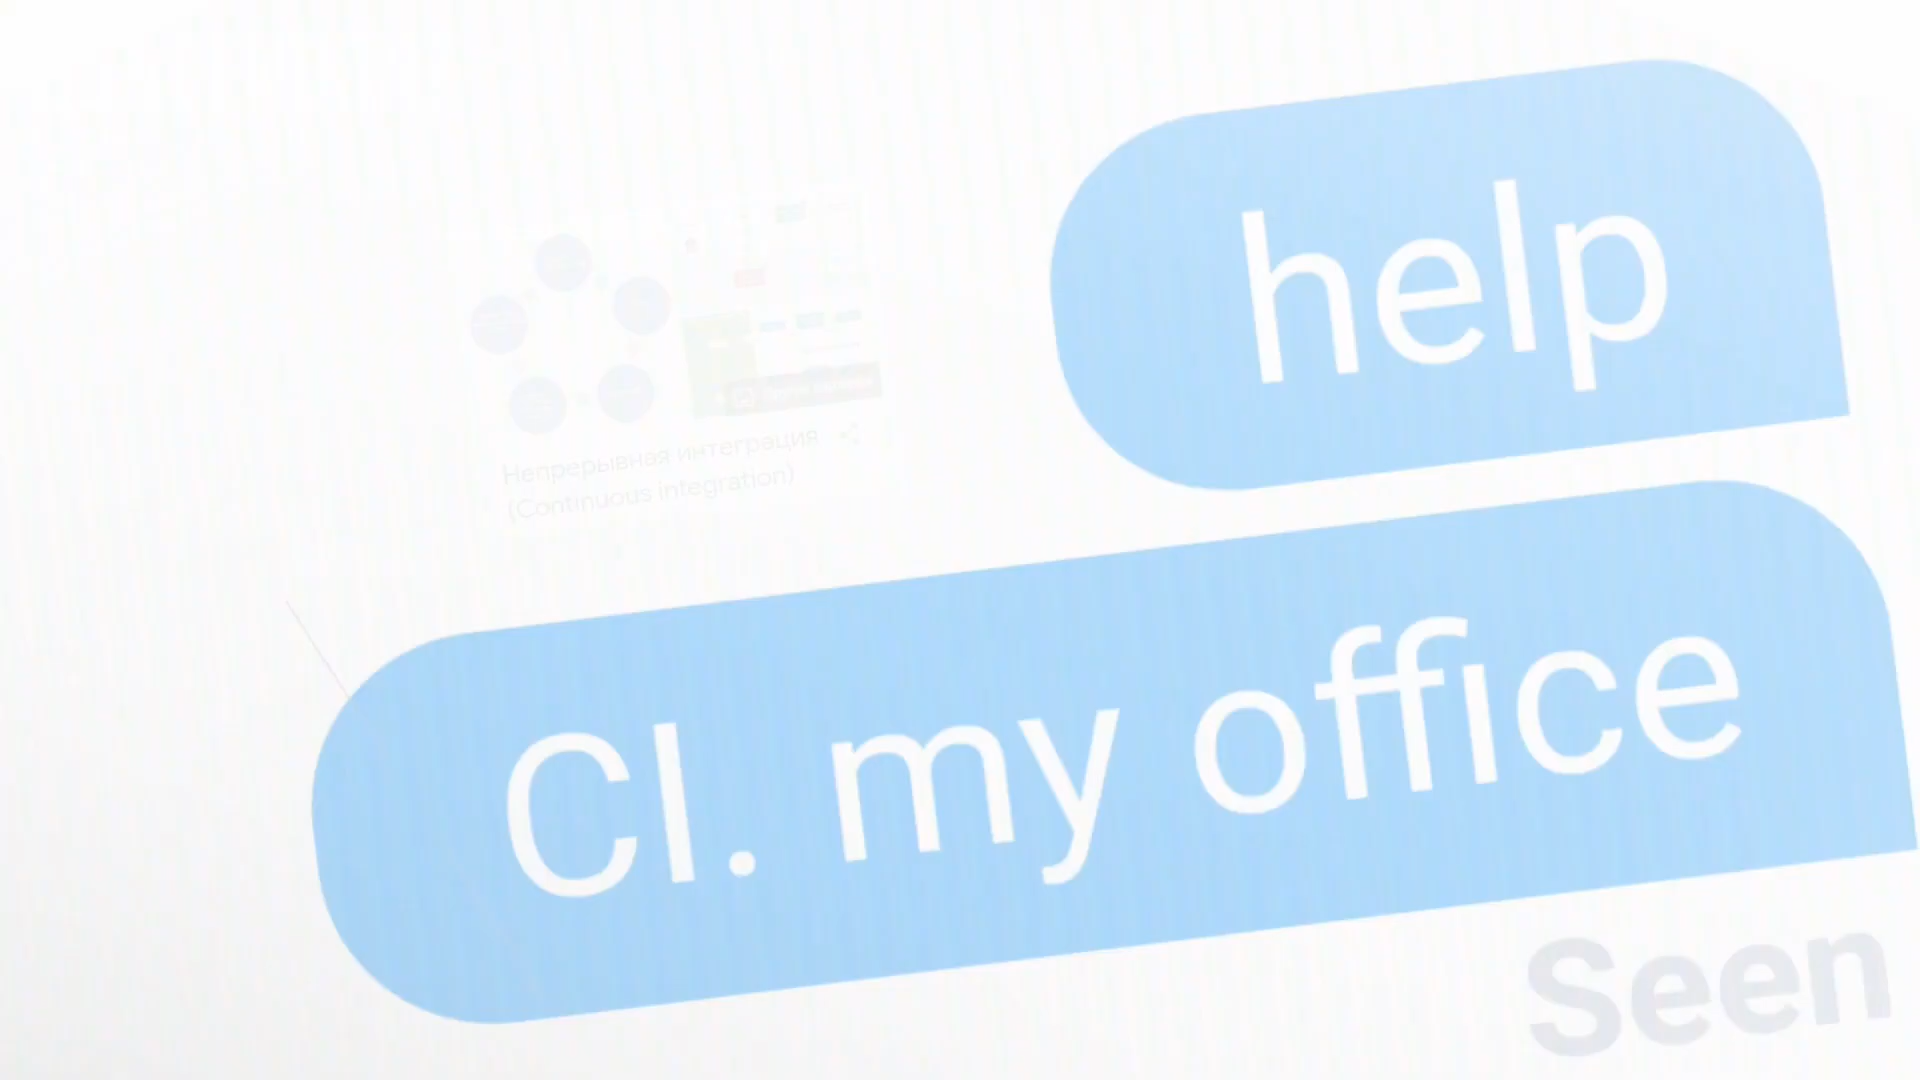 help
Непрерывная интеграция
(Continuous integration)
CI. my office
Seen